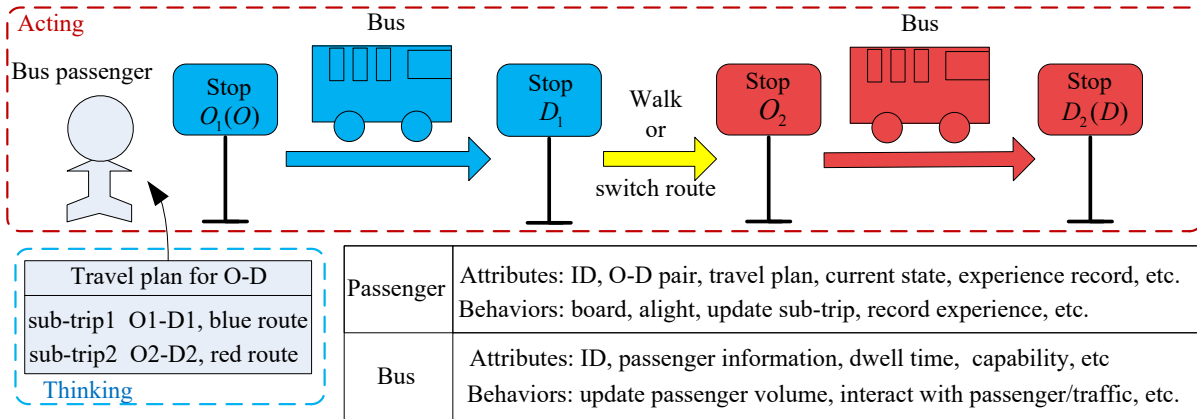 Acting
Bus passenger
Stop
O₁(O)
Bus
Stop
D₁
Walk
or
switch route
Stop
O₂
Bus
Stop
D₂(D)
Travel plan for O-D
sub-trip1 O1-D1, blue route
sub-trip2 O2-D2, red route
Thinking
Passenger
Attributes: ID, O-D pair, travel plan, current state, experience record, etc.
Behaviors: board, alight, update sub-trip, record experience, etc.
Bus
Attributes: ID, passenger information, dwell time, capability, etc
Behaviors: update passenger volume, interact with passenger/traffic, etc.